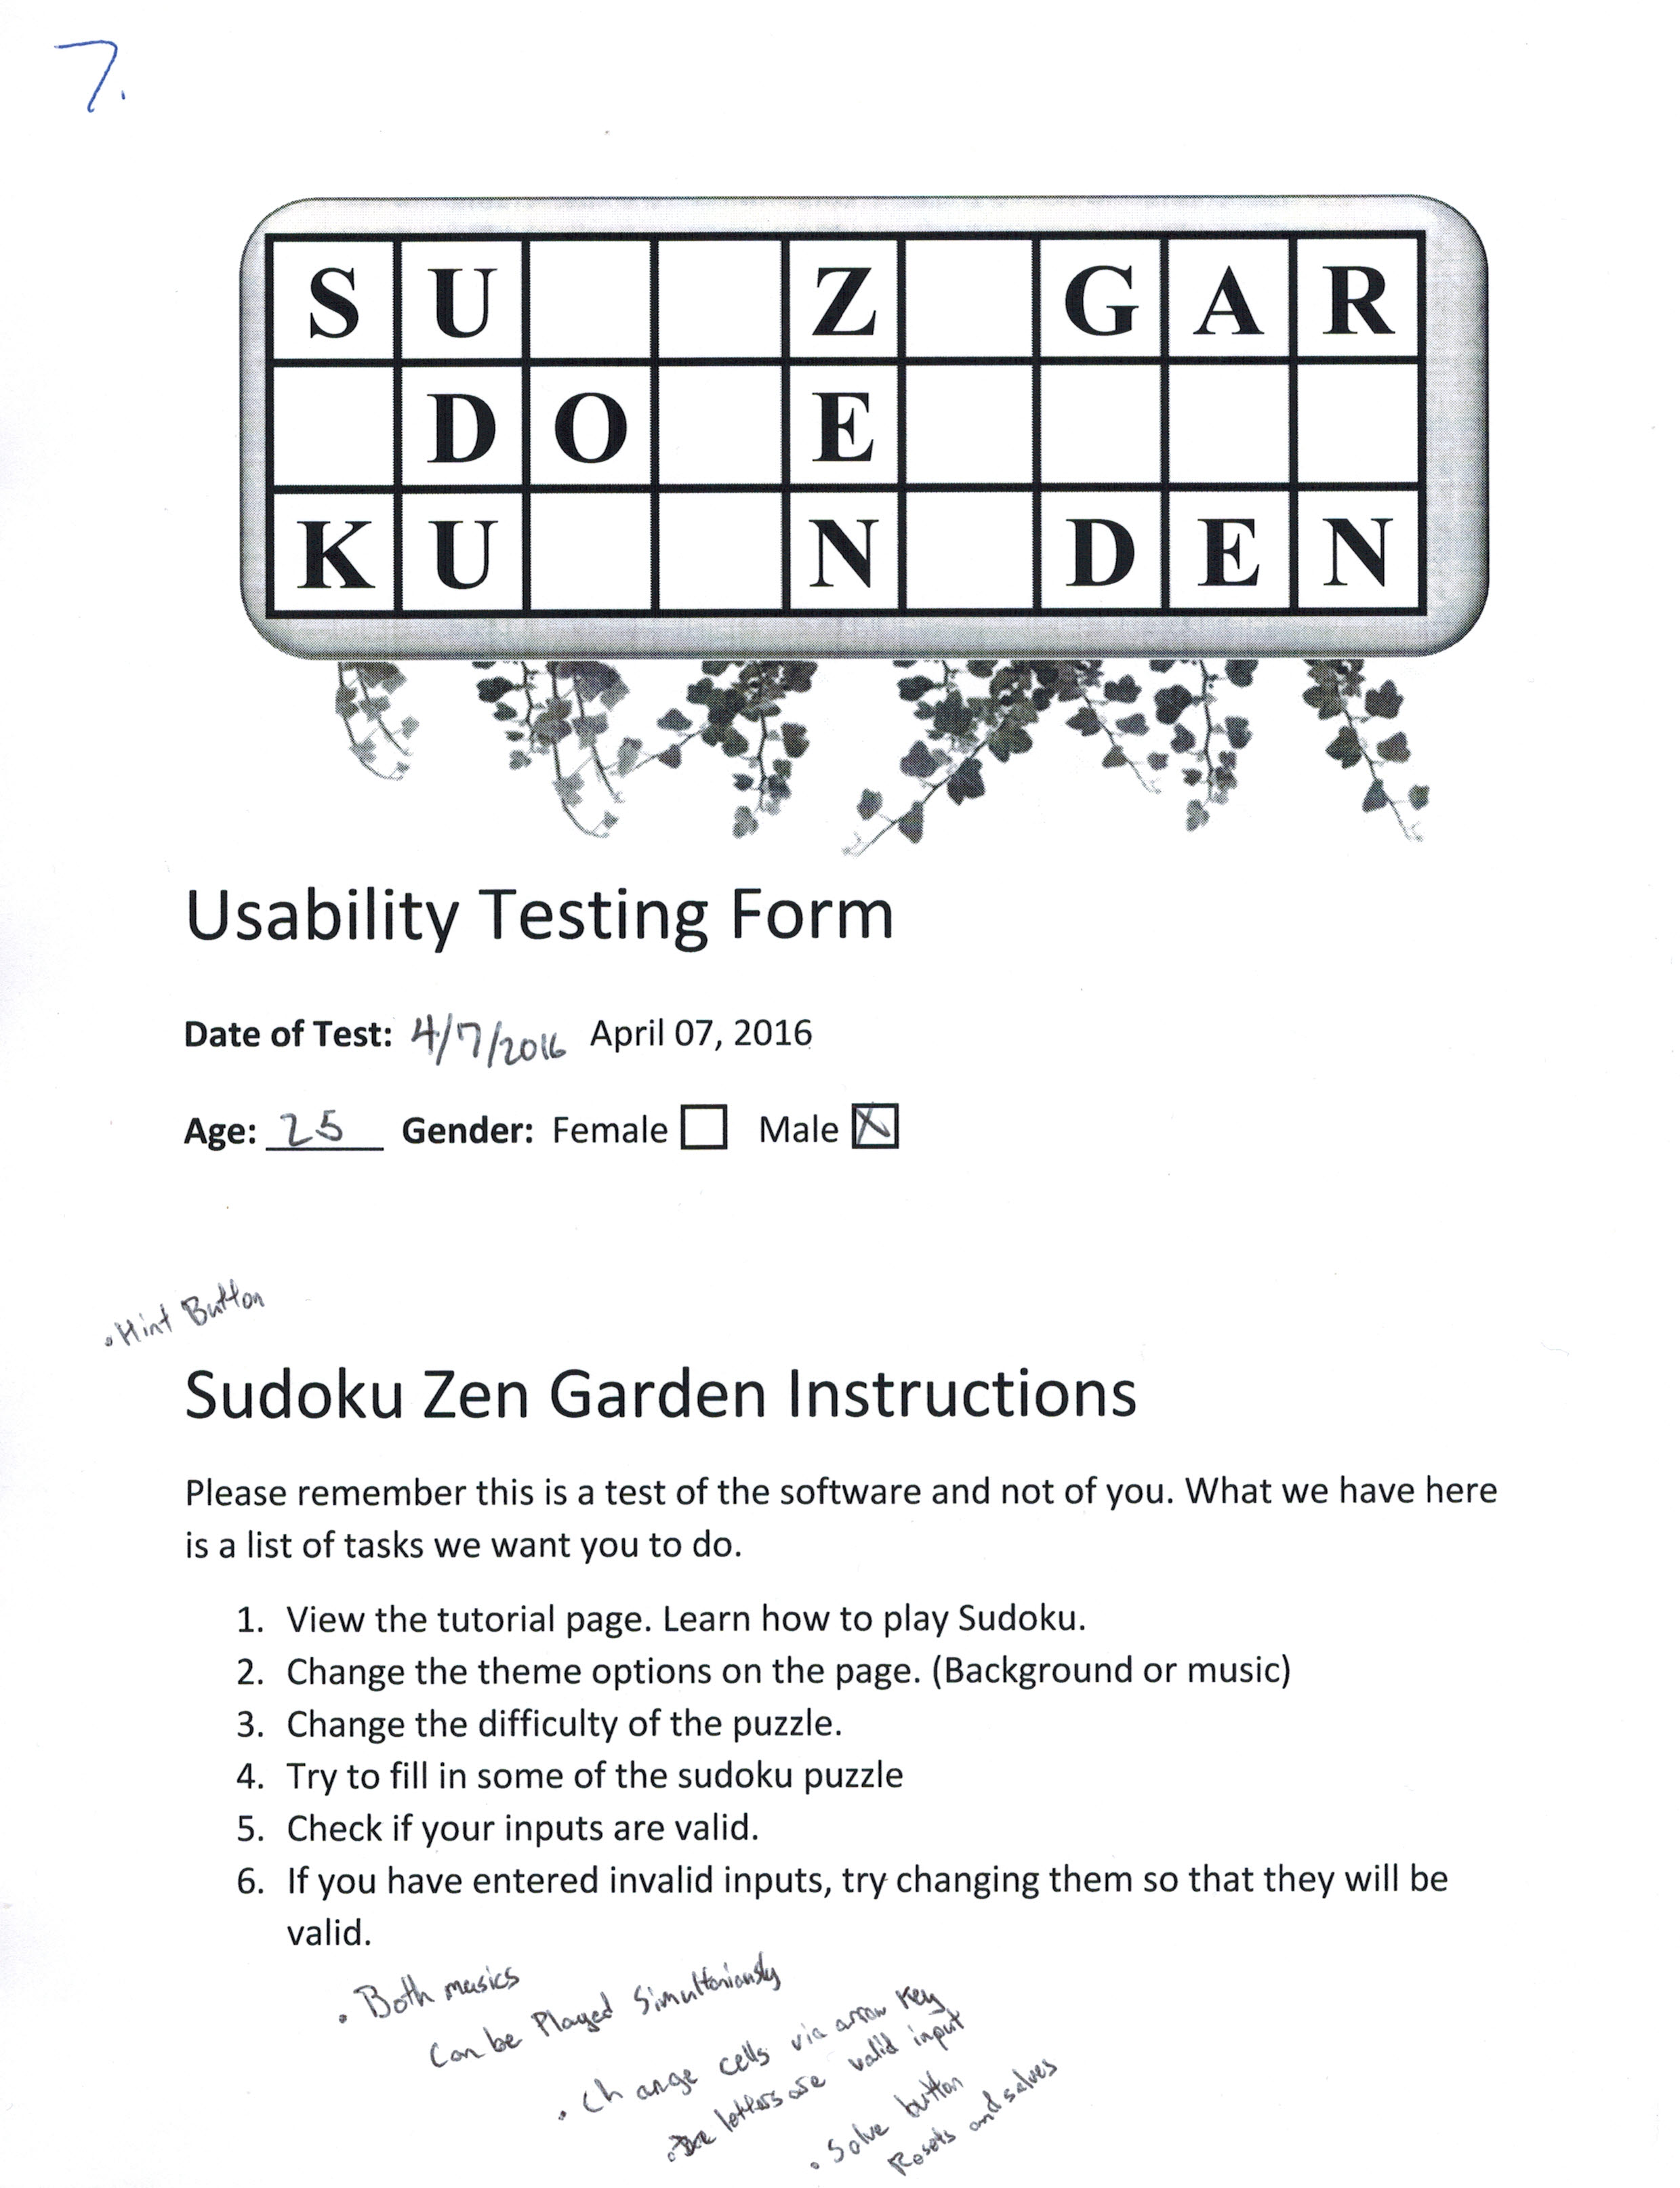 7.
S U Z G A R
D O E
K U N D E N
Usability Testing Form
Date of Test: 4/7/2016 April 07, 2016
Age: 25 Gender: Female Male X
• Hint Button
Sudoku Zen Garden Instructions
Please remember this is a test of the software and not of you. What we have here
is a list of tasks we want you to do.
1. View the tutorial page. Learn how to play Sudoku.
2. Change the theme options on the page. (Background or music)
3. Change the difficulty of the puzzle.
4. Try to fill in some of the sudoku puzzle
5. Check if your inputs are valid.
6. If you have entered invalid inputs, try changing them so that they will be
valid.
• Both musics
Can be Played Simultoniously
• Change cells via arrow key
• letters are valid input
• Solve button
Resets and solves